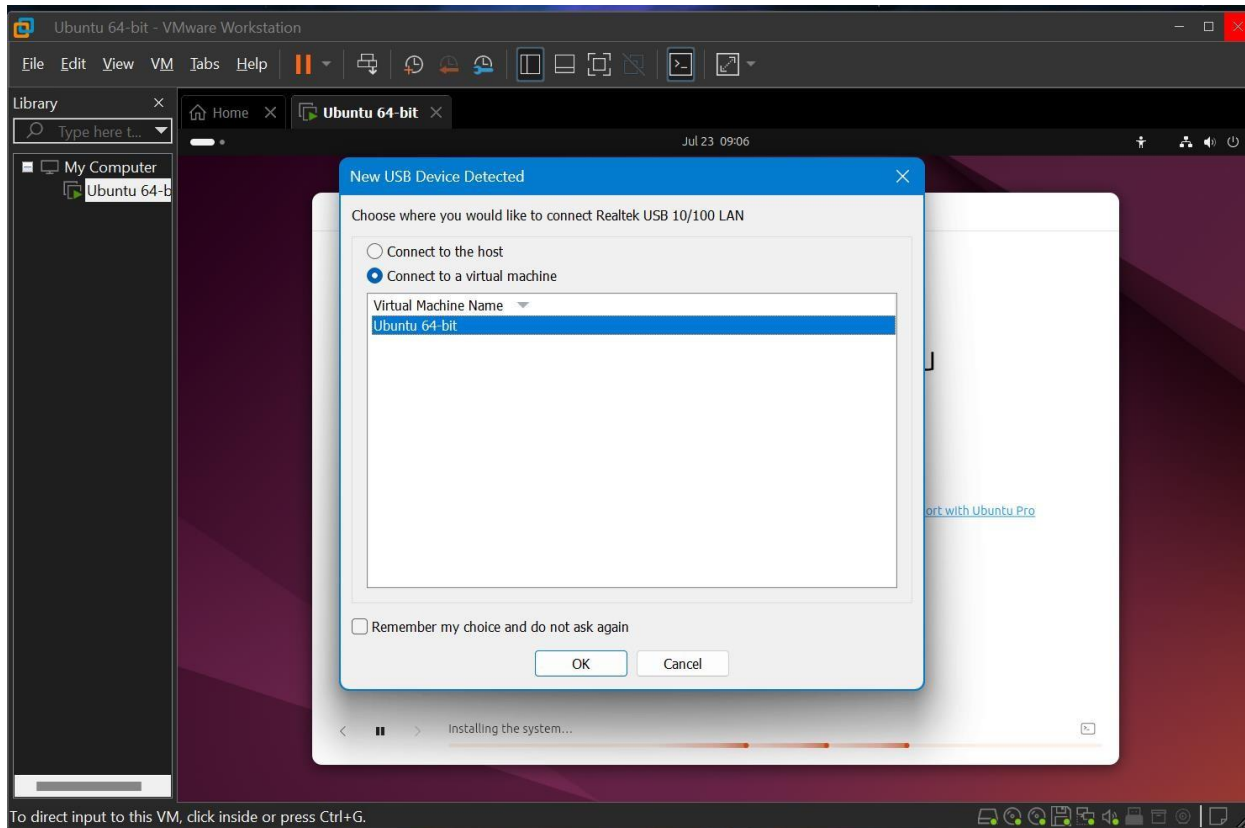 Ubuntu 64-bit - VMware Workstation
File Edit View VM Tabs Help
Library
Home
Ubuntu 64-bit
Type here t...
Jul 23 09:06
My Computer
Ubuntu 64-b
New USB Device Detected
Choose where you would like to connect Realtek USB 10/100 LAN
Connect to the host
Connect to a virtual machine
Virtual Machine Name
Ubuntu 64-bit
ort with Ubuntu Pro
Remember my choice and do not ask again
OK Cancel
Installing the system...
To direct input to this VM, click inside or press Ctrl+G.